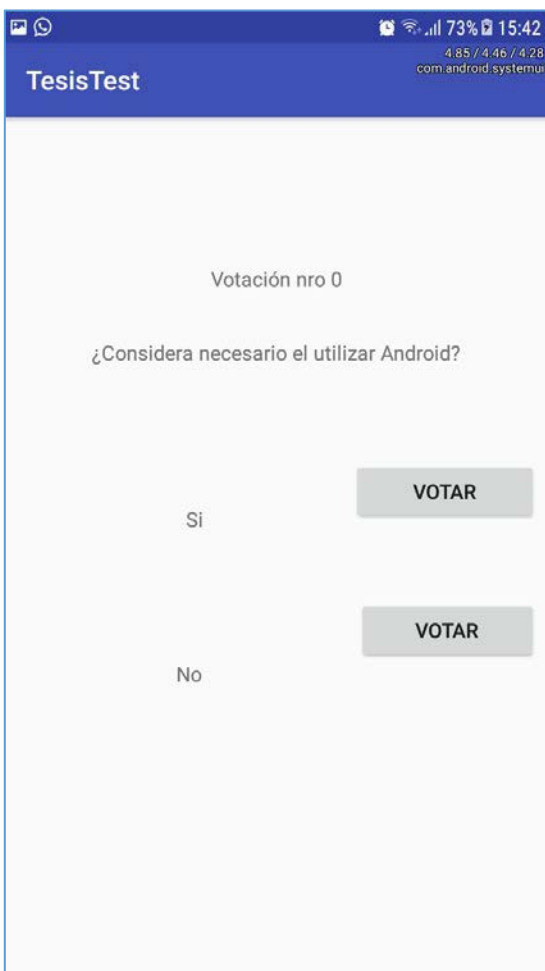 73% 15:42
4.85 / 4.46 / 4.28
com.android.systemui
TesisTest
Votación nro 0
¿Considera necesario el utilizar Android?
VOTAR
Si
VOTAR
No